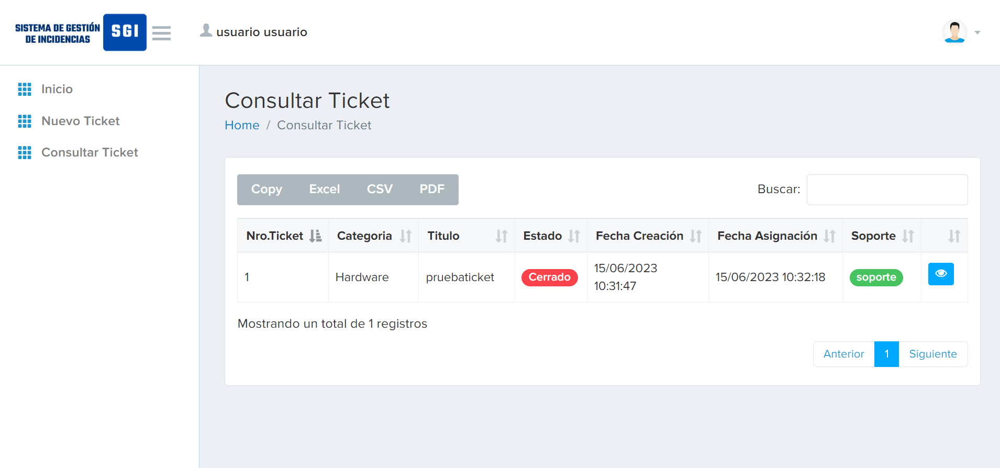 SISTEMA DE GESTIÓN
DE INCIDENCIAS
SGI
usuario usuario
Inicio
Nuevo Ticket
Consultar Ticket
Consultar Ticket
Home / Consultar Ticket
Copy Excel CSV PDF
Buscar:
Nro.Ticket Categoria Titulo Estado Fecha Creación Fecha Asignación Soporte
1 Hardware pruebaticket Cerrado 15/06/2023 10:31:47 15/06/2023 10:32:18 soporte
Mostrando un total de 1 registros
Anterior 1 Siguiente